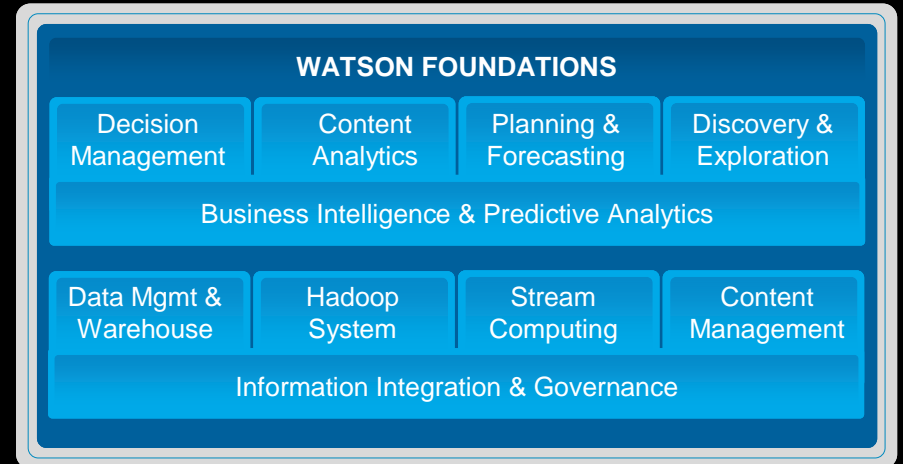 WATSON FOUNDATIONS
Decision
Management
Content
Analytics
Planning &
Forecasting
Discovery &
Exploration
Business Intelligence & Predictive Analytics
Data Mgmt &
Warehouse
Hadoop
System
Stream
Computing
Content
Management
Information Integration & Governance